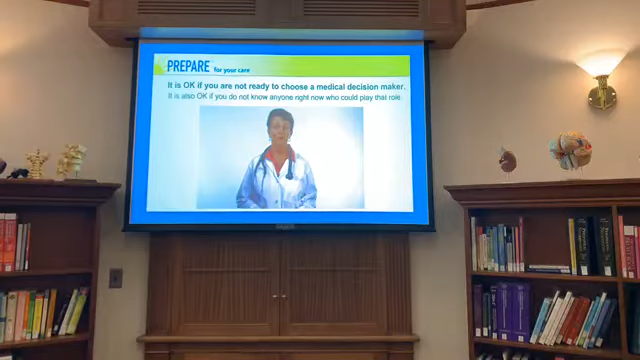 PREPARE for your care
It is OK if you are not ready to choose a medical decision maker.
It is also OK if you do not know anyone right now who could play that role.